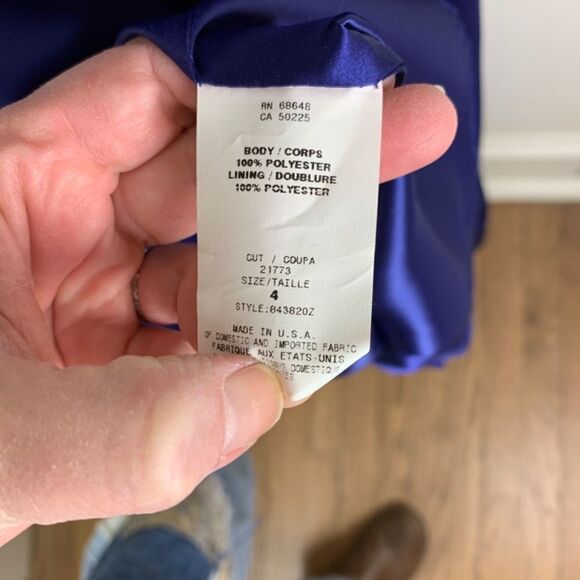 RN 68648
CA 50225
BODY / CORPS
100% POLYESTER
LINING / DOUBLURE
100% POLYESTER
CUT / COUPA
21773
SIZE/TAILLE
4
STYLE:843820Z
MADE IN U.S.A.
OF DOMESTIC AND IMPORTED FABRIC
FABRIQUE AUX ETATS-UNIS
DOMESTIQUE